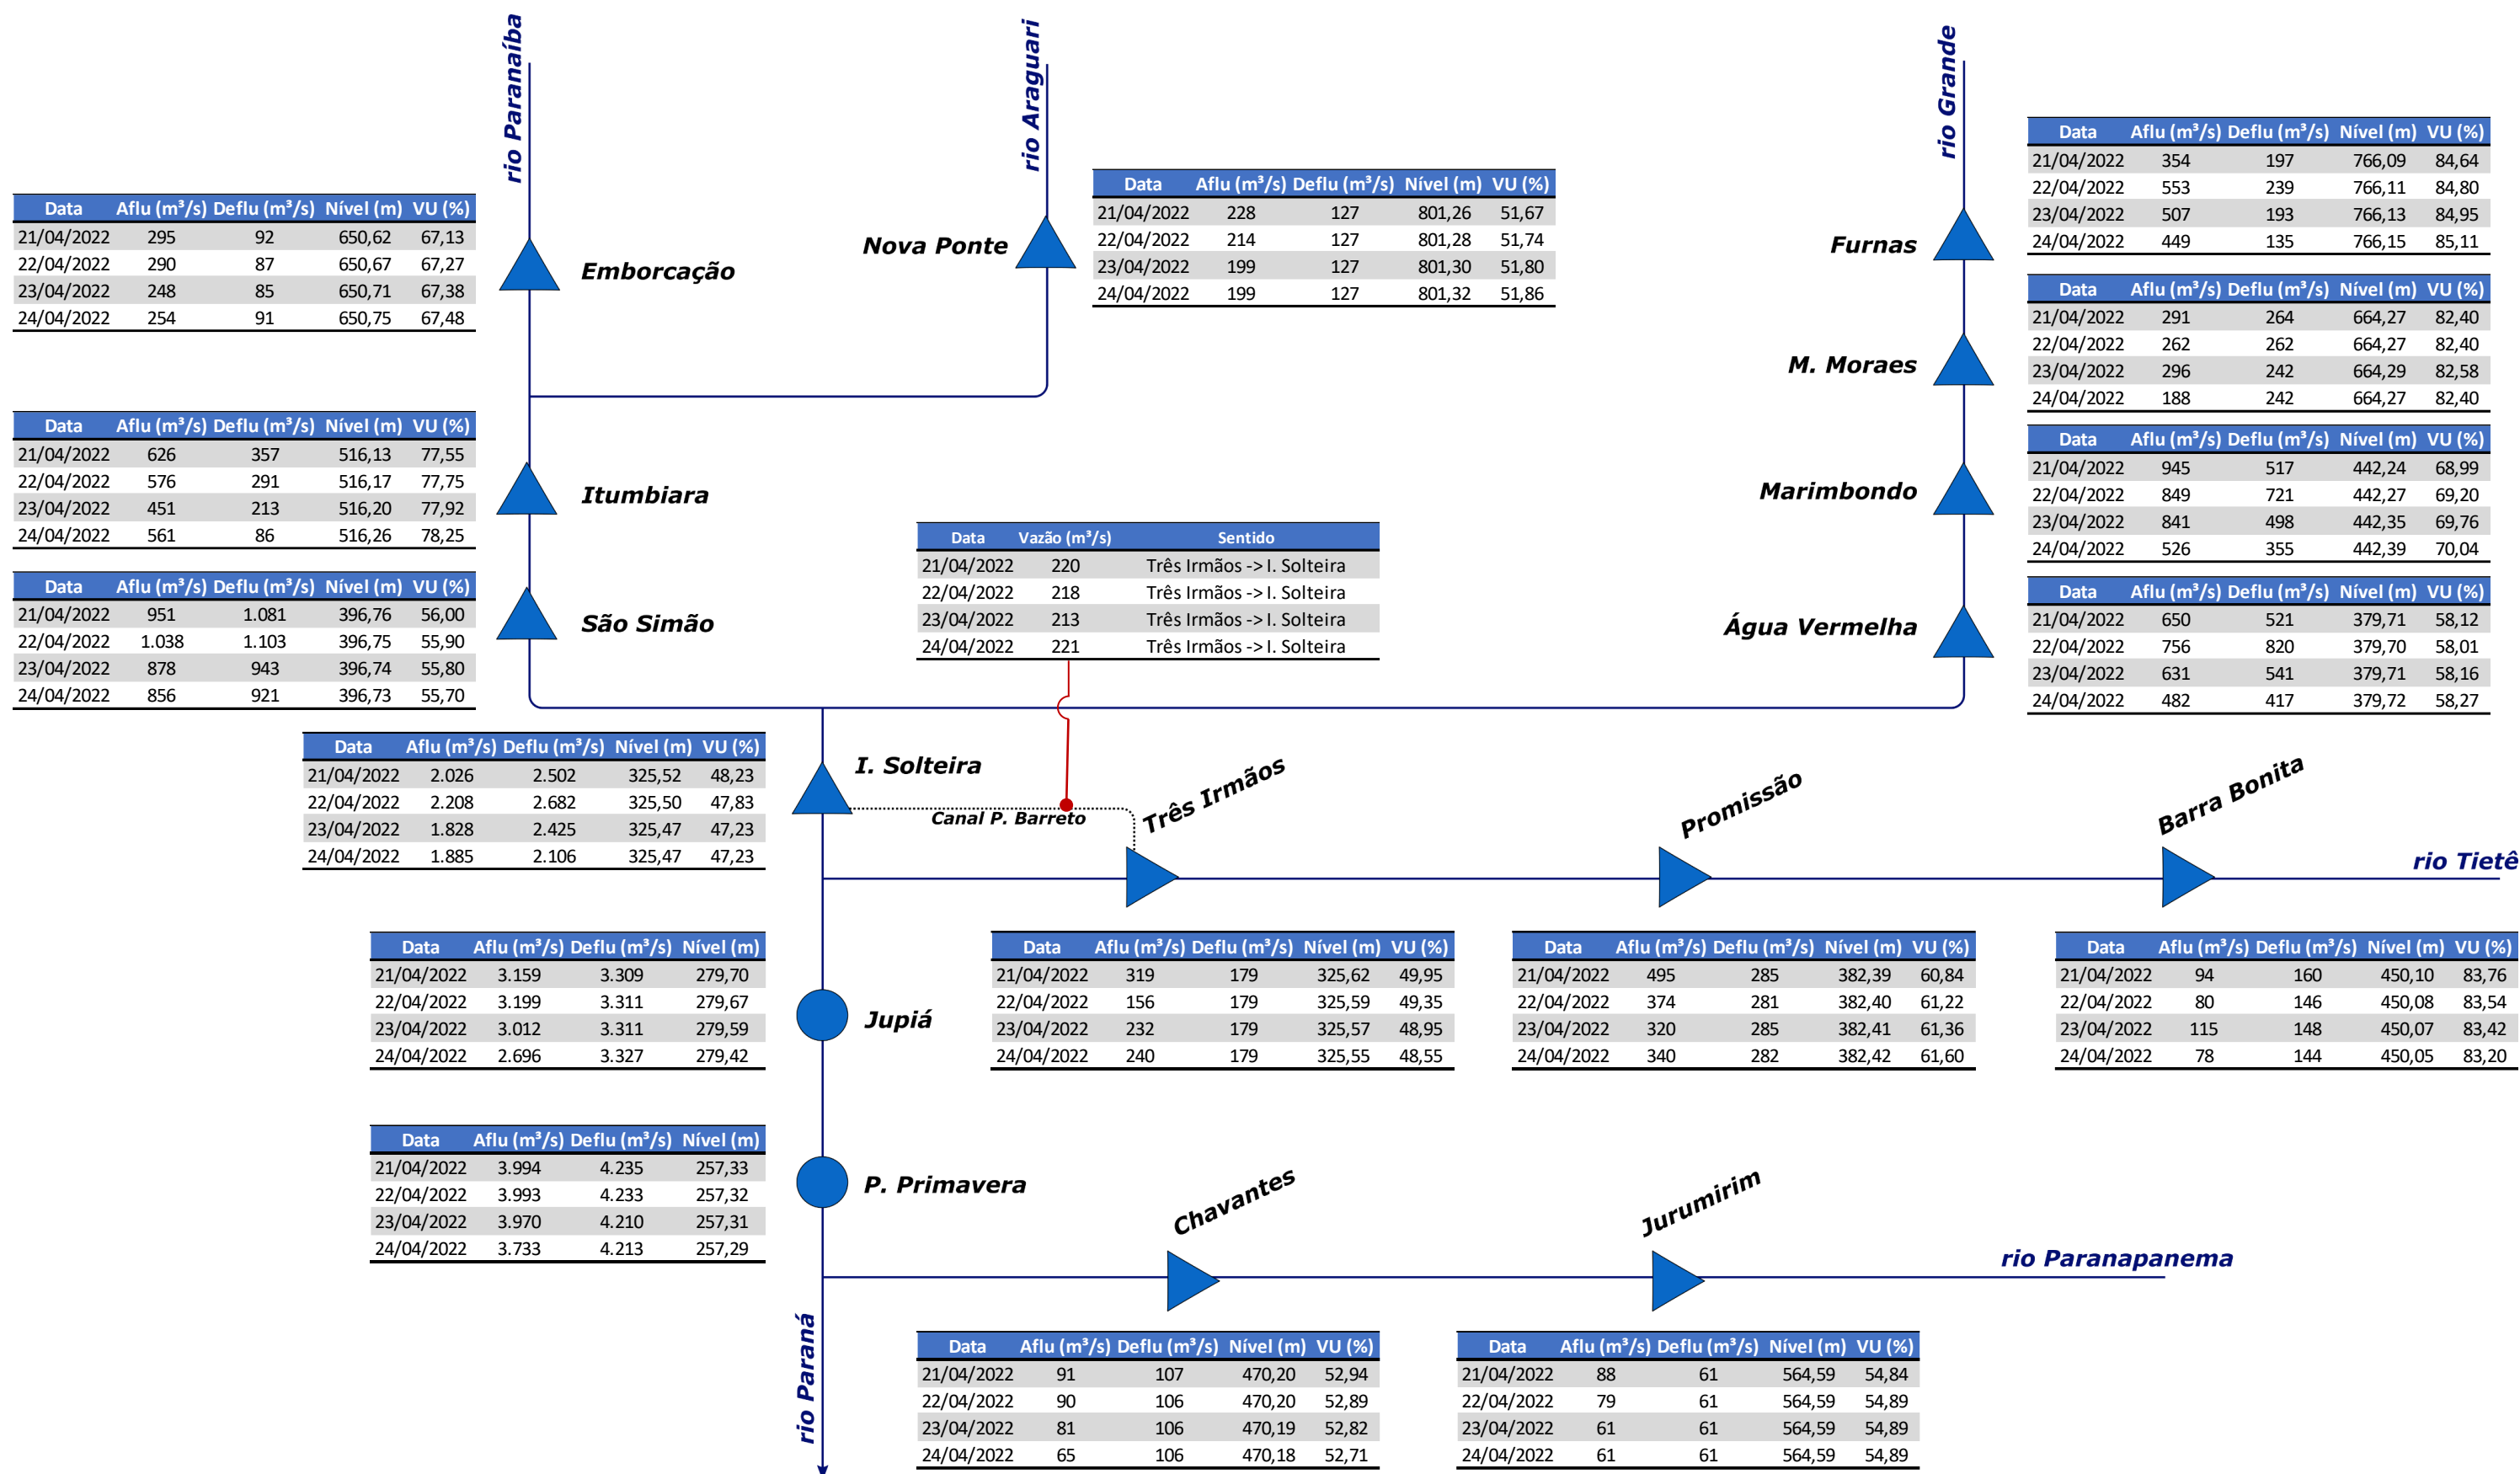 rio Paranaíba
rio Araguari
rio Grande
Data Aflu (m³/s) Deflu (m³/s) Nível (m) VU (%)
21/04/2022 354 197 766,09 84,64
22/04/2022 553 239 766,11 84,80
23/04/2022 507 193 766,13 84,95
24/04/2022 449 135 766,15 85,11
Furnas
Data Aflu (m³/s) Deflu (m³/s) Nível (m) VU (%)
21/04/2022 228 127 801,26 51,67
22/04/2022 214 127 801,28 51,74
23/04/2022 199 127 801,30 51,80
24/04/2022 199 127 801,32 51,86
Nova Ponte
Data Aflu (m³/s) Deflu (m³/s) Nível (m) VU (%)
21/04/2022 295 92 650,62 67,13
22/04/2022 290 87 650,67 67,27
23/04/2022 248 85 650,71 67,38
24/04/2022 254 91 650,75 67,48
Emborcação
Data Aflu (m³/s) Deflu (m³/s) Nível (m) VU (%)
21/04/2022 291 264 664,27 82,40
22/04/2022 262 262 664,27 82,40
23/04/2022 296 242 664,29 82,58
24/04/2022 188 242 664,27 82,40
M. Moraes
Data Aflu (m³/s) Deflu (m³/s) Nível (m) VU (%)
21/04/2022 626 357 516,13 77,55
22/04/2022 576 291 516,17 77,75
23/04/2022 451 213 516,20 77,92
24/04/2022 561 86 516,26 78,25
Itumbiara
Data Aflu (m³/s) Deflu (m³/s) Nível (m) VU (%)
21/04/2022 945 517 442,24 68,99
22/04/2022 849 721 442,27 69,20
23/04/2022 841 498 442,35 69,76
24/04/2022 526 355 442,39 70,04
Marimbondo
Data Vazão (m³/s) Sentido
21/04/2022 220 Três Irmãos -> I. Solteira
22/04/2022 218 Três Irmãos -> I. Solteira
23/04/2022 213 Três Irmãos -> I. Solteira
24/04/2022 221 Três Irmãos -> I. Solteira
Data Aflu (m³/s) Deflu (m³/s) Nível (m) VU (%)
21/04/2022 951 1.081 396,76 56,00
22/04/2022 1.038 1.103 396,75 55,90
23/04/2022 878 943 396,74 55,80
24/04/2022 856 921 396,73 55,70
São Simão
Data Aflu (m³/s) Deflu (m³/s) Nível (m) VU (%)
21/04/2022 650 521 379,71 58,12
22/04/2022 756 820 379,70 58,01
23/04/2022 631 541 379,71 58,16
24/04/2022 482 417 379,72 58,27
Água Vermelha
Data Aflu (m³/s) Deflu (m³/s) Nível (m) VU (%)
21/04/2022 2.026 2.502 325,52 48,23
22/04/2022 2.208 2.682 325,50 47,83
23/04/2022 1.828 2.425 325,47 47,23
24/04/2022 1.885 2.106 325,47 47,23
I. Solteira
Canal P. Barreto
Três Irmãos
Promissão
Barra Bonita
rio Tietê
Data Aflu (m³/s) Deflu (m³/s) Nível (m)
21/04/2022 3.159 3.309 279,70
22/04/2022 3.199 3.311 279,67
23/04/2022 3.012 3.311 279,59
24/04/2022 2.696 3.327 279,42
Jupiá
Data Aflu (m³/s) Deflu (m³/s) Nível (m) VU (%)
21/04/2022 319 179 325,62 49,95
22/04/2022 156 179 325,59 49,35
23/04/2022 232 179 325,57 48,95
24/04/2022 240 179 325,55 48,55
Data Aflu (m³/s) Deflu (m³/s) Nível (m) VU (%)
21/04/2022 495 285 382,39 60,84
22/04/2022 374 281 382,40 61,22
23/04/2022 320 285 382,41 61,36
24/04/2022 340 282 382,42 61,60
Data Aflu (m³/s) Deflu (m³/s) Nível (m) VU (%)
21/04/2022 94 160 450,10 83,76
22/04/2022 80 146 450,08 83,54
23/04/2022 115 148 450,07 83,42
24/04/2022 78 144 450,05 83,20
Data Aflu (m³/s) Deflu (m³/s) Nível (m)
21/04/2022 3.994 4.235 257,33
22/04/2022 3.993 4.233 257,32
23/04/2022 3.970 4.210 257,31
24/04/2022 3.733 4.213 257,29
P. Primavera
Chavantes
Jurumirim
rio Paranapanema
rio Paraná
Data Aflu (m³/s) Deflu (m³/s) Nível (m) VU (%)
21/04/2022 91 107 470,20 52,94
22/04/2022 90 106 470,20 52,89
23/04/2022 81 106 470,19 52,82
24/04/2022 65 106 470,18 52,71
Data Aflu (m³/s) Deflu (m³/s) Nível (m) VU (%)
21/04/2022 88 61 564,59 54,84
22/04/2022 79 61 564,59 54,89
23/04/2022 61 61 564,59 54,89
24/04/2022 61 61 564,59 54,89